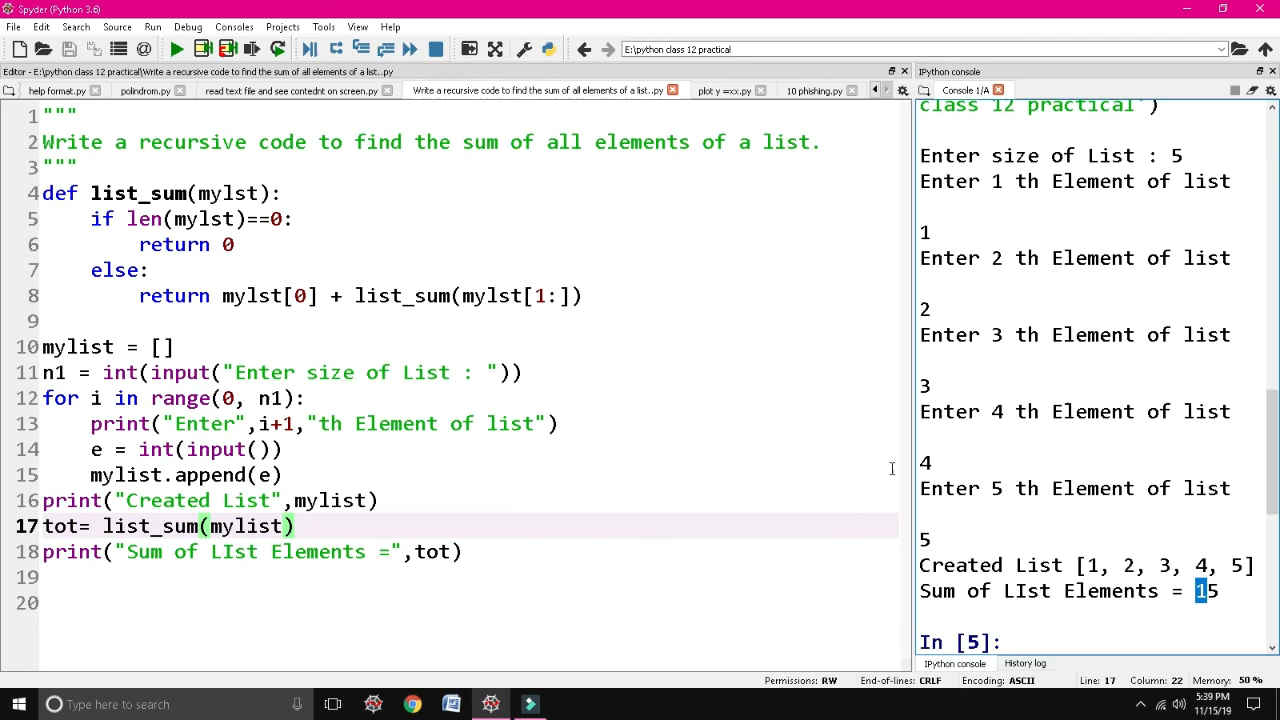 Spyder (Python 3.6)
File Edit Search Source Run Debug Consoles Projects Tools View Help
E:\python class 12 practical
Editor - E:\python class 12 practical\Write a recursive code to find the sum of all elements of a list..py
IPython console
help format.py polindrom.py read text file and see contednt on screen.py Write a recursive code to find the sum of all elements of a list..py plot y =xx.py 10 phishing.py
Console 1/A
1 """
2 Write a recursive code to find the sum of all elements of a list.
3 """
4 def list_sum(mylst):
5     if len(mylst)==0:
6         return 0
7     else:
8         return mylst[0] + list_sum(mylst[1:])
9
10 mylist = []
11 n1 = int(input("Enter size of List : "))
12 for i in range(0, n1):
13     print("Enter",i+1,"th Element of list")
14     e = int(input())
15     mylist.append(e)
16 print("Created List",mylist)
17 tot= list_sum(mylist)
18 print("Sum of LIst Elements =",tot)
19
20
class 12 practical')
Enter size of List : 5
Enter 1 th Element of list
1
Enter 2 th Element of list
2
Enter 3 th Element of list
3
Enter 4 th Element of list
4
Enter 5 th Element of list
5
Created List [1, 2, 3, 4, 5]
Sum of LIst Elements = 15
In [5]:
IPython console History log
Permissions: RW End-of-lines: CRLF Encoding: ASCII Line: 17 Column: 22 Memory: 50 %
Type here to search
5:39 PM
11/15/19